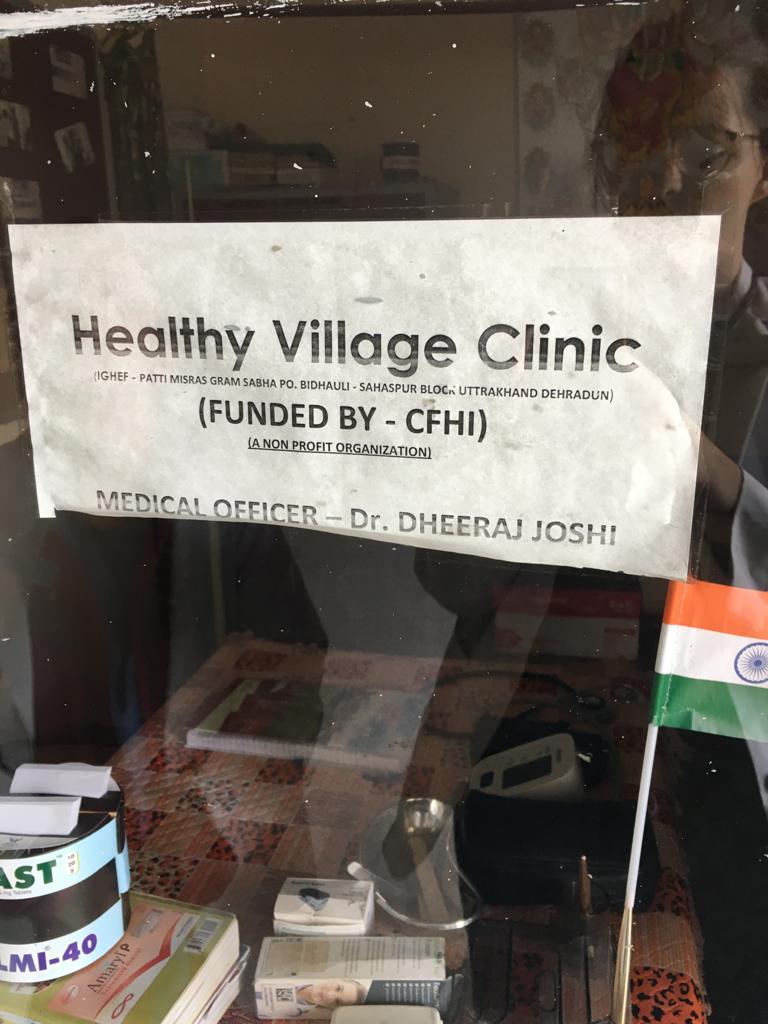 Healthy Village Clinic
(IGHEF - PATTI MISRAS GRAM SABHA PO. BIDHAULI - SAHASPUR BLOCK UTTRAKHAND DEHRADUN)
(FUNDED BY - CFHI)
(A NON PROFIT ORGANIZATION)
MEDICAL OFFICER – Dr. DHEERAJ JOSHI
AST™
LMI-40
Amaryl P